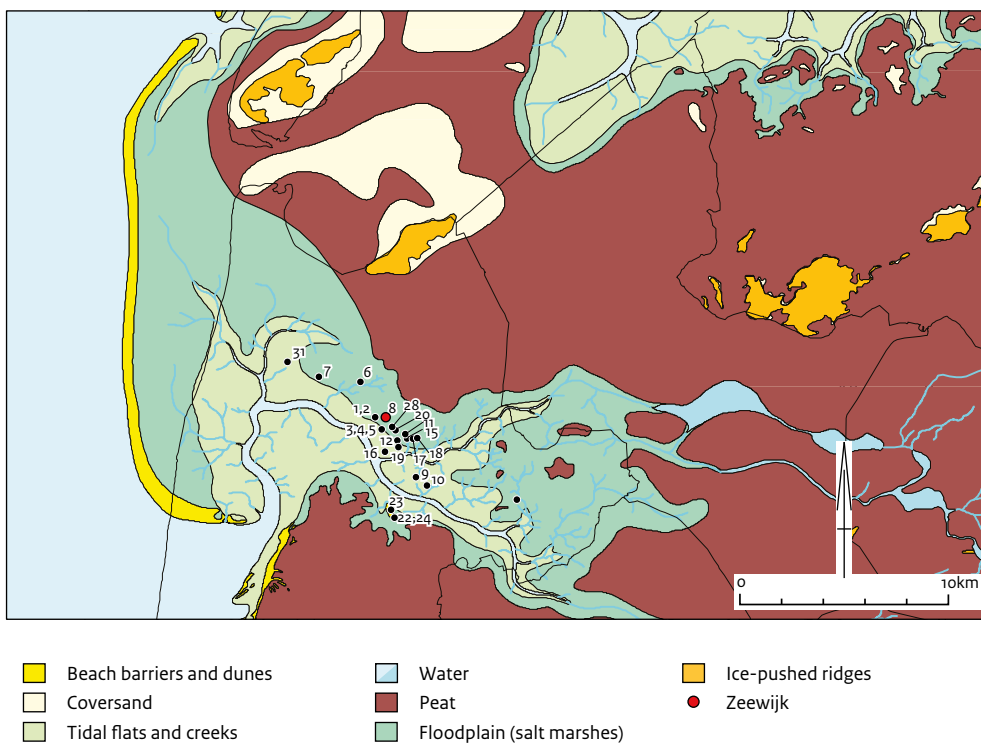 31
7
6
1,2
8
28
20
11
3,4,5
15
12
16
19
17
18
9
10
23
22;24
0
10km
Beach barriers and dunes
Water
Ice-pushed ridges
Coversand
Peat
Zeewijk
Tidal flats and creeks
Floodplain (salt marshes)